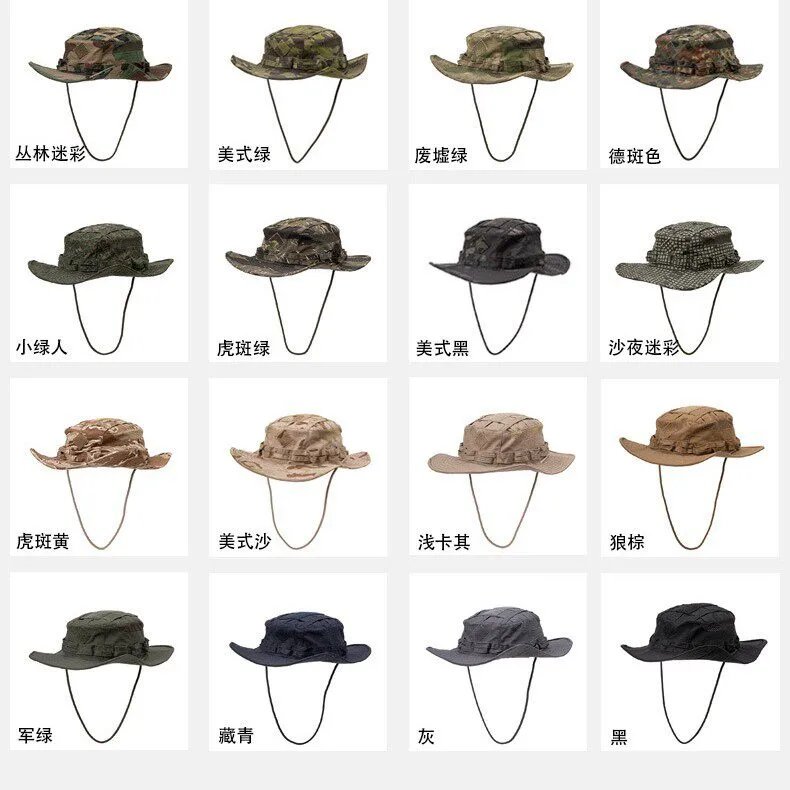 丛林迷彩
美式绿
废墟绿
德斑色
小绿人
虎斑绿
美式黑
沙夜迷彩
虎斑黄
美式沙
浅卡其
狼棕
军绿
藏青
灰
黑